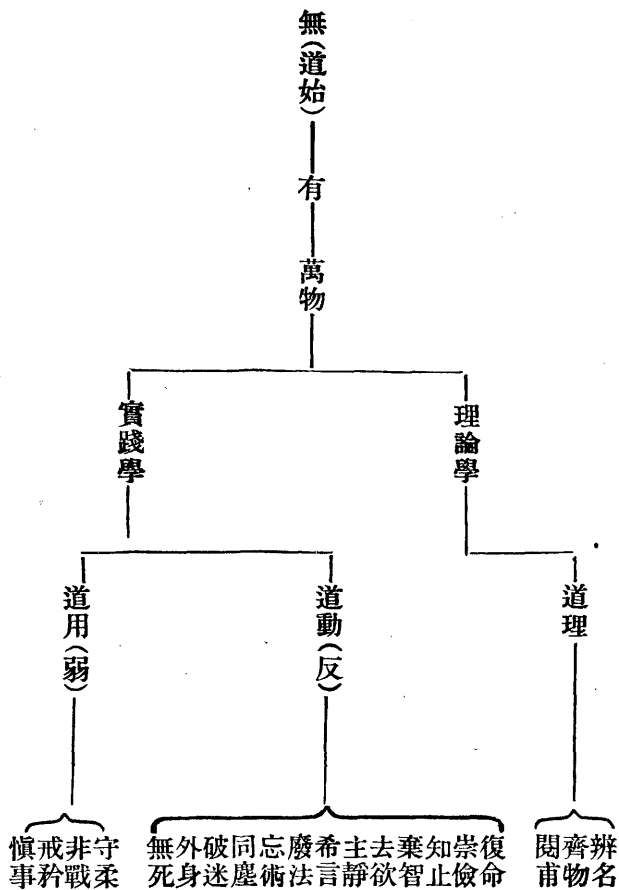 無(道始)
有
萬物
理論學
實踐學
道理
道動(反)
道用(弱)
辨名
齊物
閱甫
復命
崇儉
知止
棄智
去欲
主靜
希言
廢法
忘術
同塵
破迷
外身
無死
守柔
非戰
戒矜
愼事